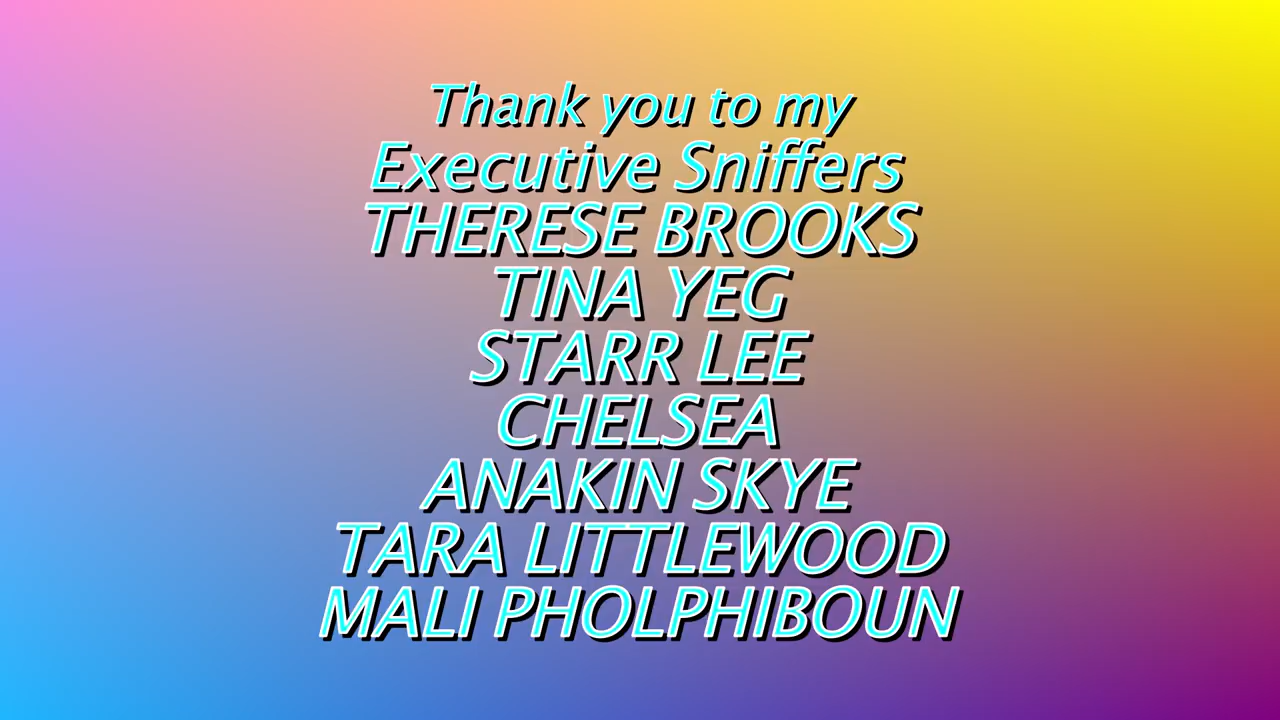 Thank you to my
Executive Sniffers
THERESE BROOKS
TINA YEG
STARR LEE
CHELSEA
ANAKIN SKYE
TARA LITTLEWOOD
MALI PHOLPHIBOUN